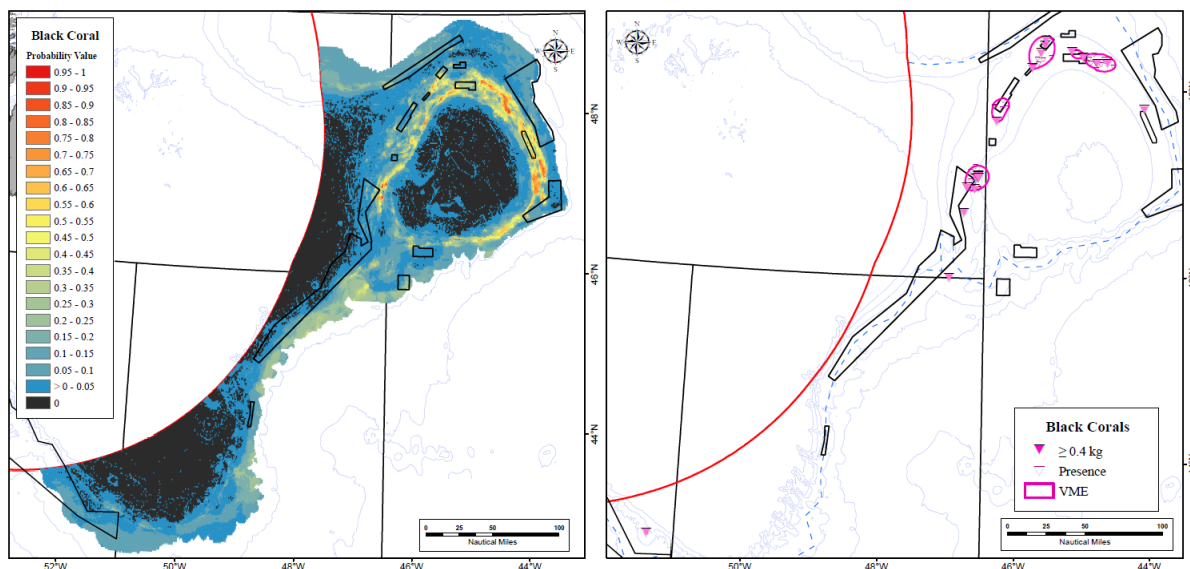 Black Coral
Probability Value
0.95 - 1
0.9 - 0.95
0.85 - 0.9
0.8 - 0.85
0.75 - 0.8
0.7 - 0.75
0.65 - 0.7
0.6 - 0.65
0.55 - 0.6
0.5 - 0.55
0.45 - 0.5
0.4 - 0.45
0.35 - 0.4
0.3 - 0.35
0.25 - 0.3
0.2 - 0.25
0.15 - 0.2
0.1 - 0.15
0.05 - 0.1
> 0 - 0.05
0
N
W E
S
48°N
46°N
44°N
0 25 50 100
Nautical Miles
52°W 50°W 48°W 46°W 44°W
N
W E
S
Black Corals
≥ 0.4 kg
Presence
VME
0 25 50 100
Nautical Miles
50°W 48°W 46°W 44°W